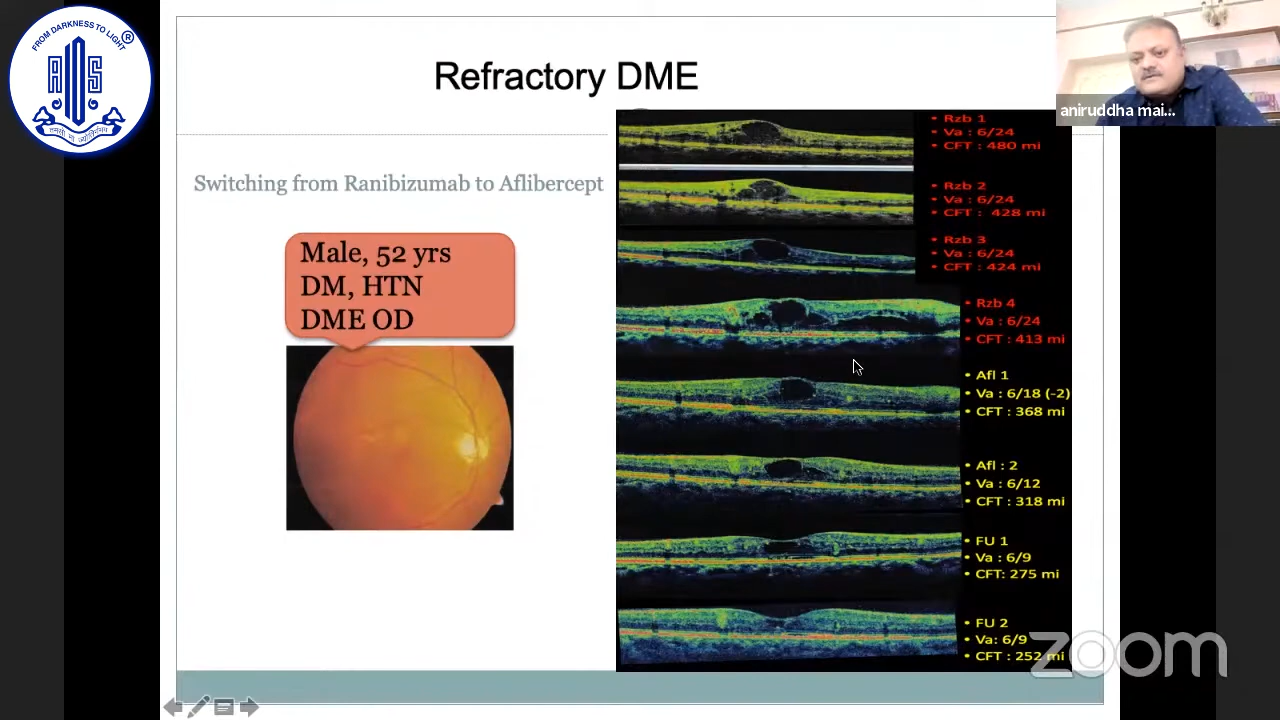 FROM DARKNESS TO LIGHT
®
AIOS
तमसो मा ज्योतिर्गमय
Refractory DME
aniruddha mai...
Switching from Ranibizumab to Aflibercept
Male, 52 yrs
DM, HTN
DME OD
• Rzb 1
• Va : 6/24
• CFT : 480 mi
• Rzb 2
• Va : 6/24
• CFT : 428 mi
• Rzb 3
• Va : 6/24
• CFT : 424 mi
• Rzb 4
• Va : 6/24
• CFT : 413 mi
• Afl 1
• Va : 6/18 (-2)
• CFT : 368 mi
• Afl : 2
• Va : 6/12
• CFT : 318 mi
• FU 1
• Va : 6/9
• CFT: 275 mi
• FU 2
• Va: 6/9
• CFT : 252 mi
zoom